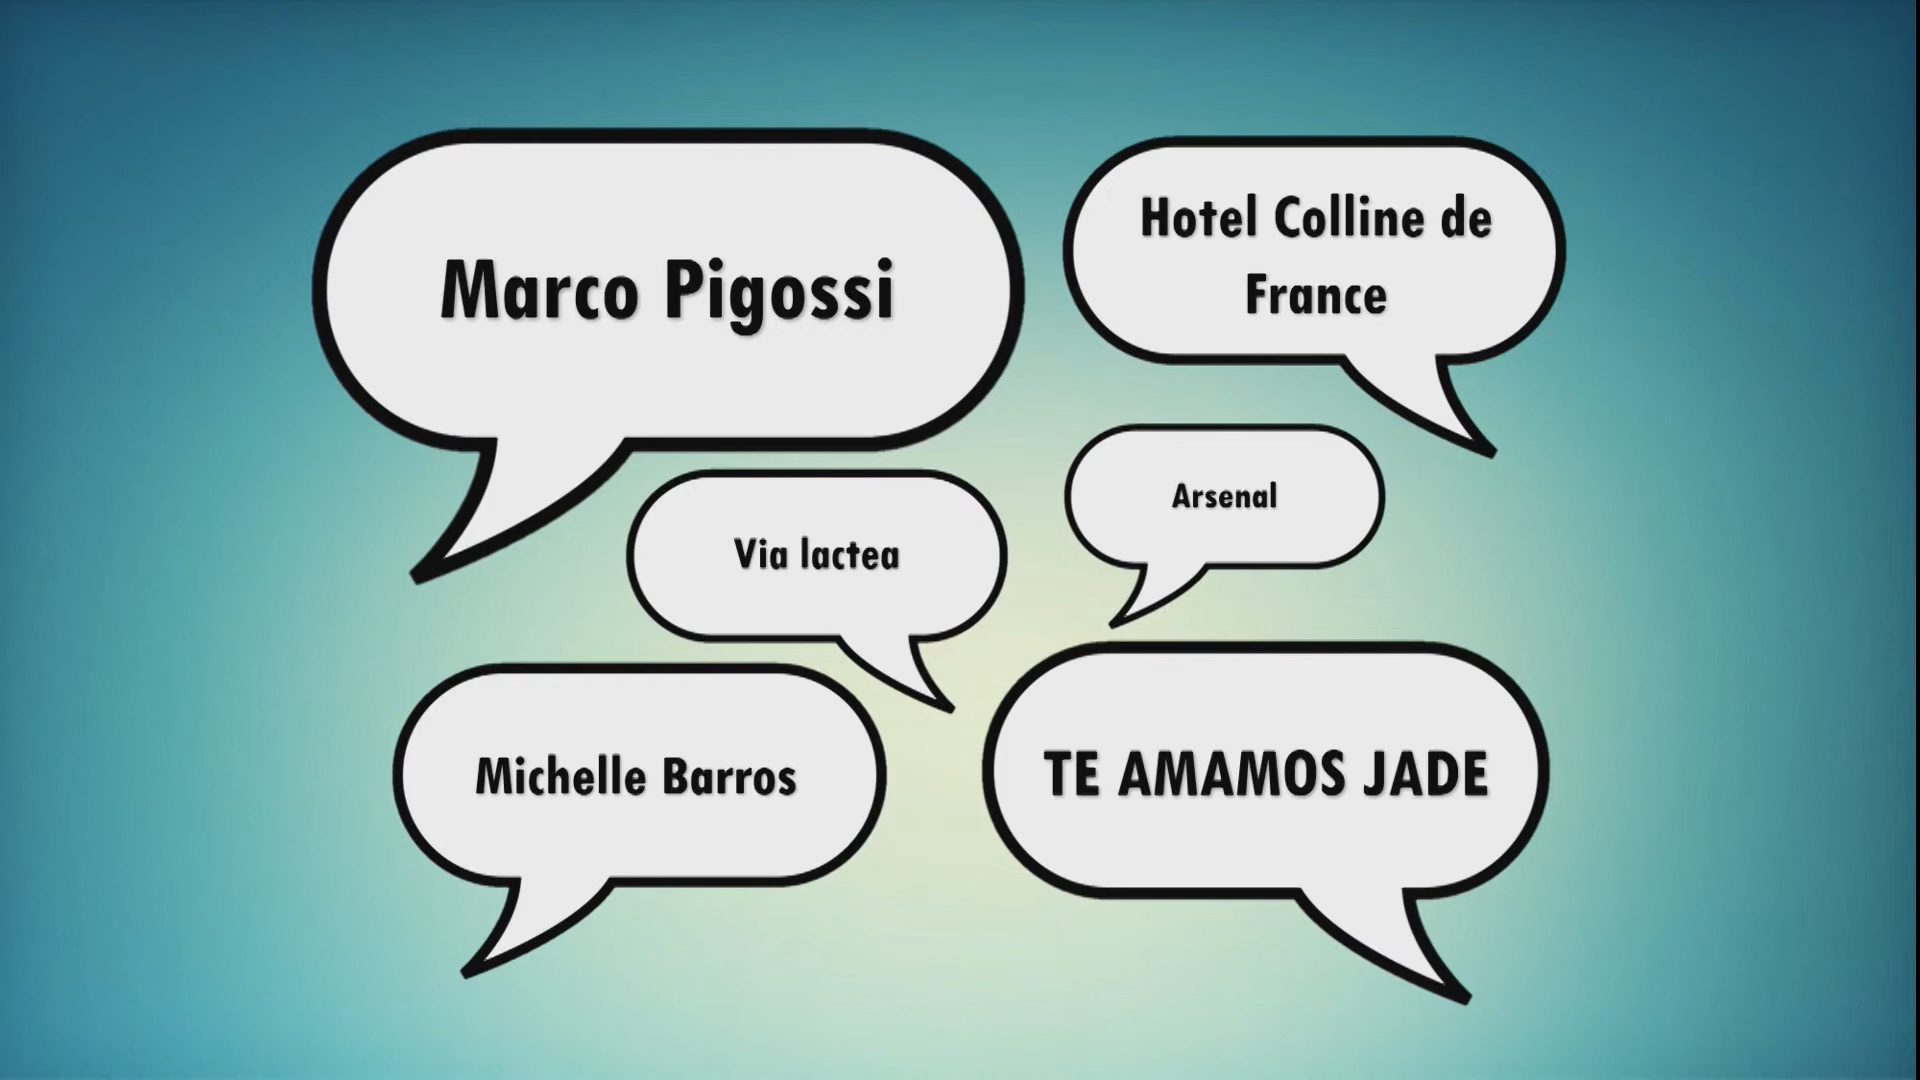 Marco Pigossi
Hotel Colline de
France
Arsenal
Via lactea
Michelle Barros
TE AMAMOS JADE